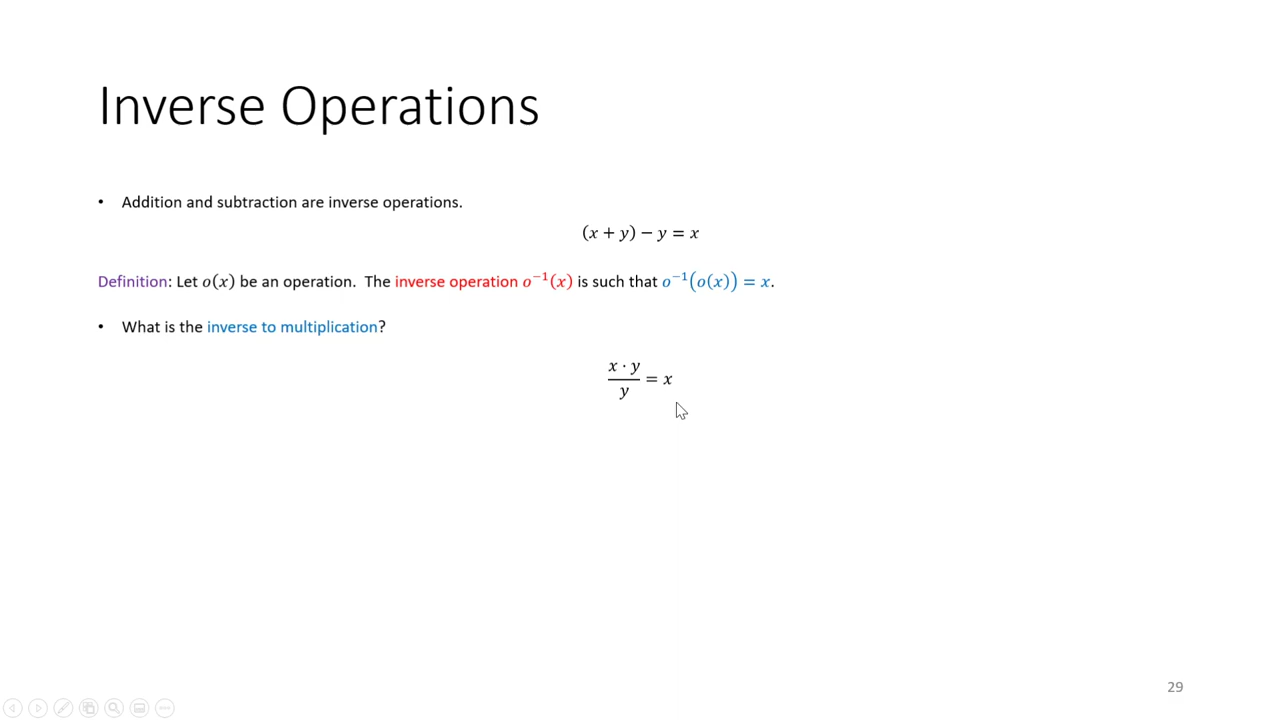 Inverse Operations
• Addition and subtraction are inverse operations.
(x + y) − y = x
Definition: Let o(x) be an operation. The inverse operation o⁻¹(x) is such that o⁻¹(o(x)) = x.
• What is the inverse to multiplication?
x · y
/ y = x
29